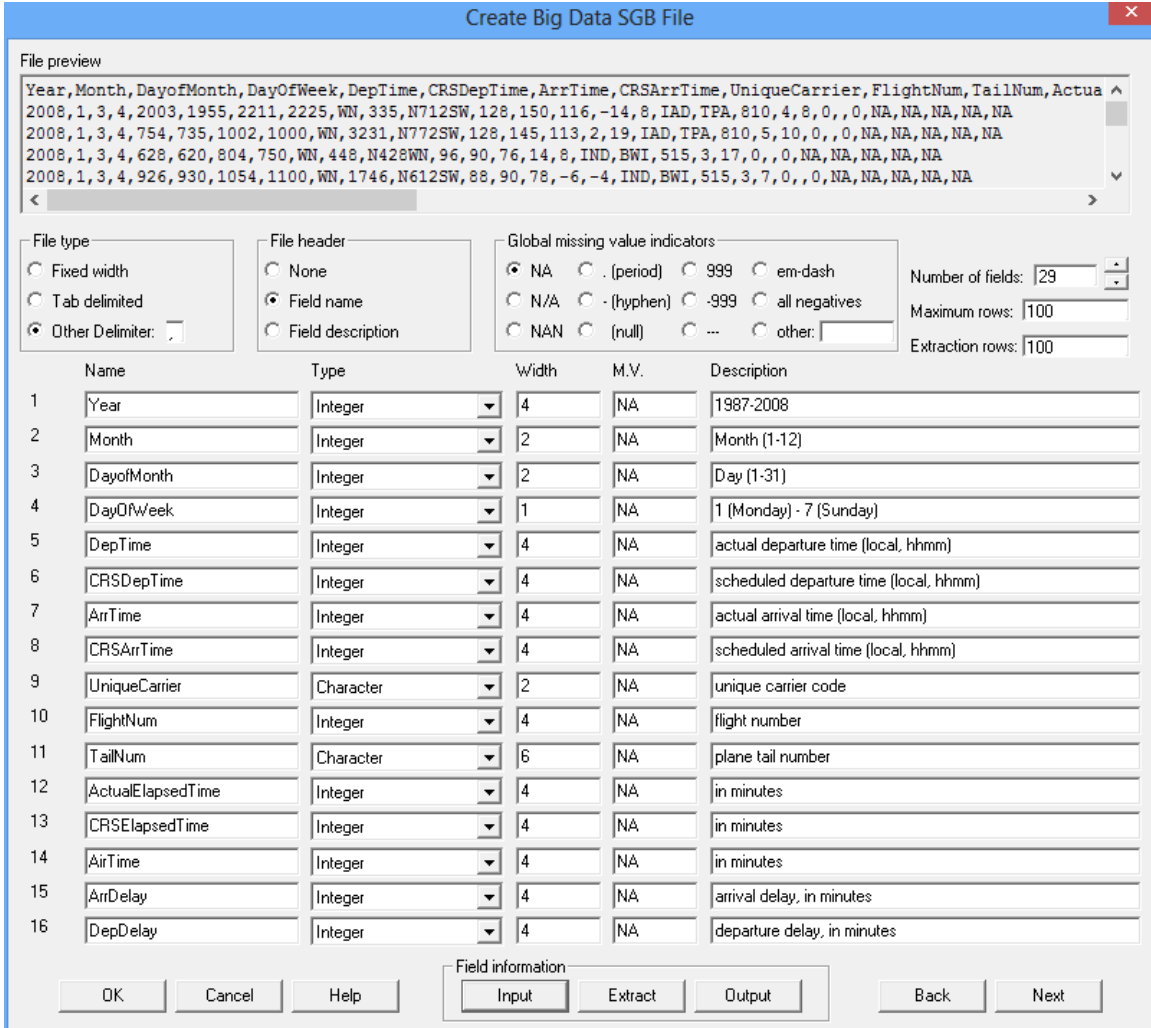 Create Big Data SGB File
File preview
Year,Month,DayofMonth,DayOfWeek,DepTime,CRSDepTime,ArrTime,CRSArrTime,UniqueCarrier,FlightNum,TailNum,Actua
2008,1,3,4,2003,1955,2211,2225,WN,335,N712SW,128,150,116,-14,8,IAD,TPA,810,4,8,0,,0,NA,NA,NA,NA,NA
2008,1,3,4,754,735,1002,1000,WN,3231,N772SW,128,145,113,2,19,IAD,TPA,810,5,10,0,,0,NA,NA,NA,NA,NA
2008,1,3,4,628,620,804,750,WN,448,N428WN,96,90,76,14,8,IND,BWI,515,3,17,0,,0,NA,NA,NA,NA,NA
2008,1,3,4,926,930,1054,1100,WN,1746,N612SW,88,90,78,-6,-4,IND,BWI,515,3,7,0,,0,NA,NA,NA,NA,NA
File type File header Global missing value indicators
Fixed width None NA . (period) 999 em-dash Number of fields: 29
Tab delimited Field name N/A - (hyphen) -999 all negatives Maximum rows: 100
Other Delimiter: , Field description NAN (null) --- other: Extraction rows: 100
Name Type Width M.V. Description
1 Year Integer 4 NA 1987-2008
2 Month Integer 2 NA Month (1-12)
3 DayofMonth Integer 2 NA Day (1-31)
4 DayOfWeek Integer 1 NA 1 (Monday) - 7 (Sunday)
5 DepTime Integer 4 NA actual departure time (local, hhmm)
6 CRSDepTime Integer 4 NA scheduled departure time (local, hhmm)
7 ArrTime Integer 4 NA actual arrival time (local, hhmm)
8 CRSArrTime Integer 4 NA scheduled arrival time (local, hhmm)
9 UniqueCarrier Character 2 NA unique carrier code
10 FlightNum Integer 4 NA flight number
11 TailNum Character 6 NA plane tail number
12 ActualElapsedTime Integer 4 NA in minutes
13 CRSElapsedTime Integer 4 NA in minutes
14 AirTime Integer 4 NA in minutes
15 ArrDelay Integer 4 NA arrival delay, in minutes
16 DepDelay Integer 4 NA departure delay, in minutes
Field information
OK Cancel Help Input Extract Output Back Next